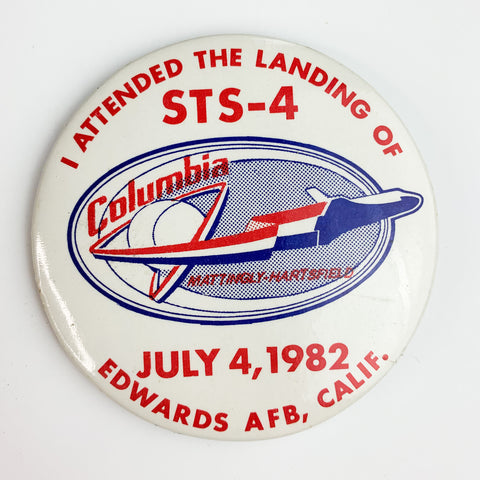 I ATTENDED THE LANDING OF
STS-4
Columbia
MATTINGLY-HARTSFIELD
JULY 4, 1982
EDWARDS AFB, CALIF.